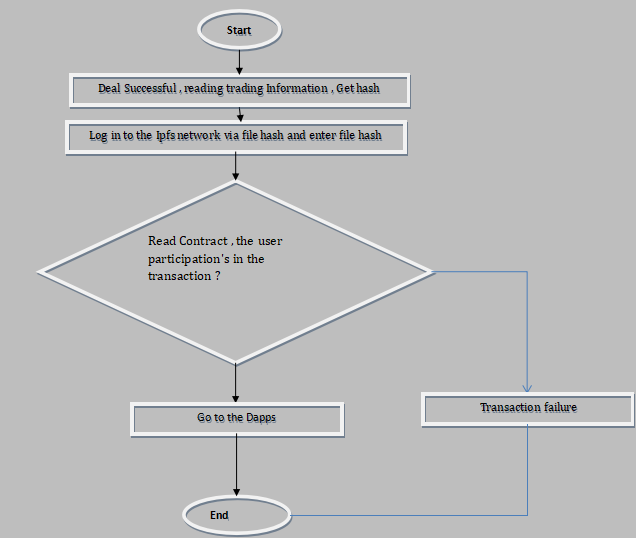 Start
Deal Successful , reading trading Information , Get hash
Log in to the Ipfs network via file hash and enter file hash
Read Contract , the user
participation's in the
transaction ?
Go to the Dapps
Transaction failure
End